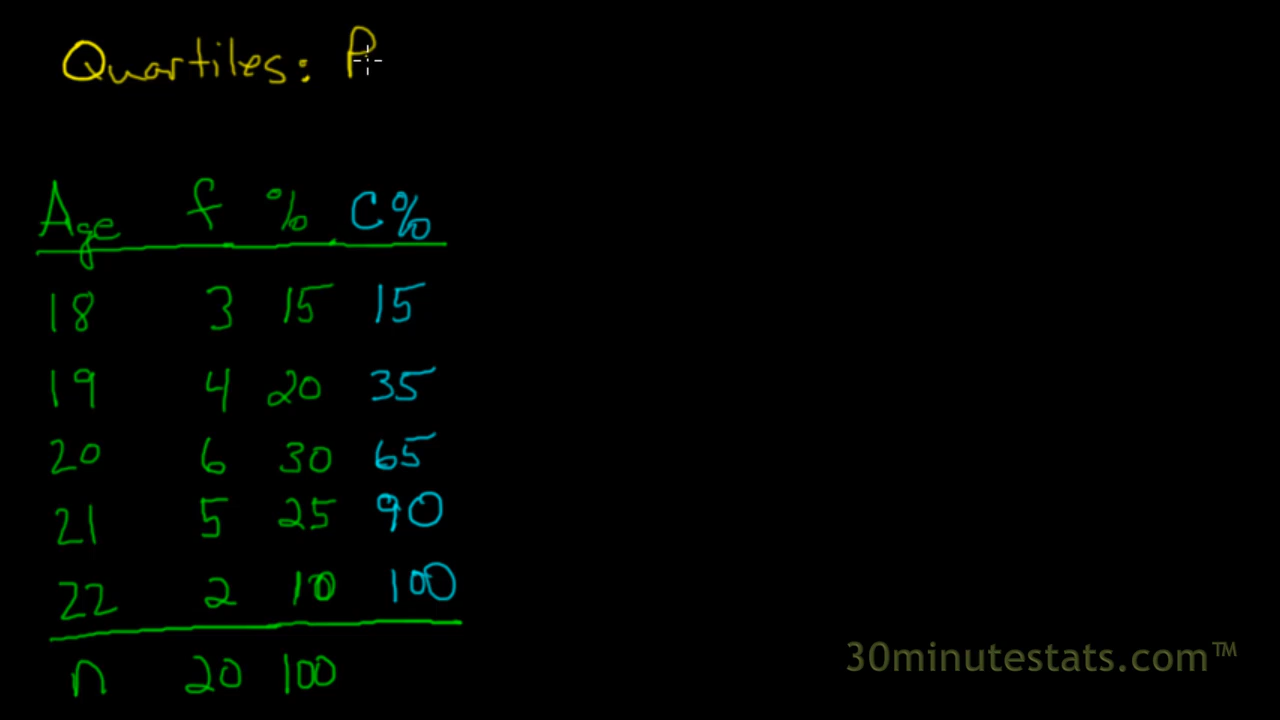 Quartiles: P
Age f % C%
18 3 15 15
19 4 20 35
20 6 30 65
21 5 25 90
22 2 10 100
n 20 100
30minutestats.com™